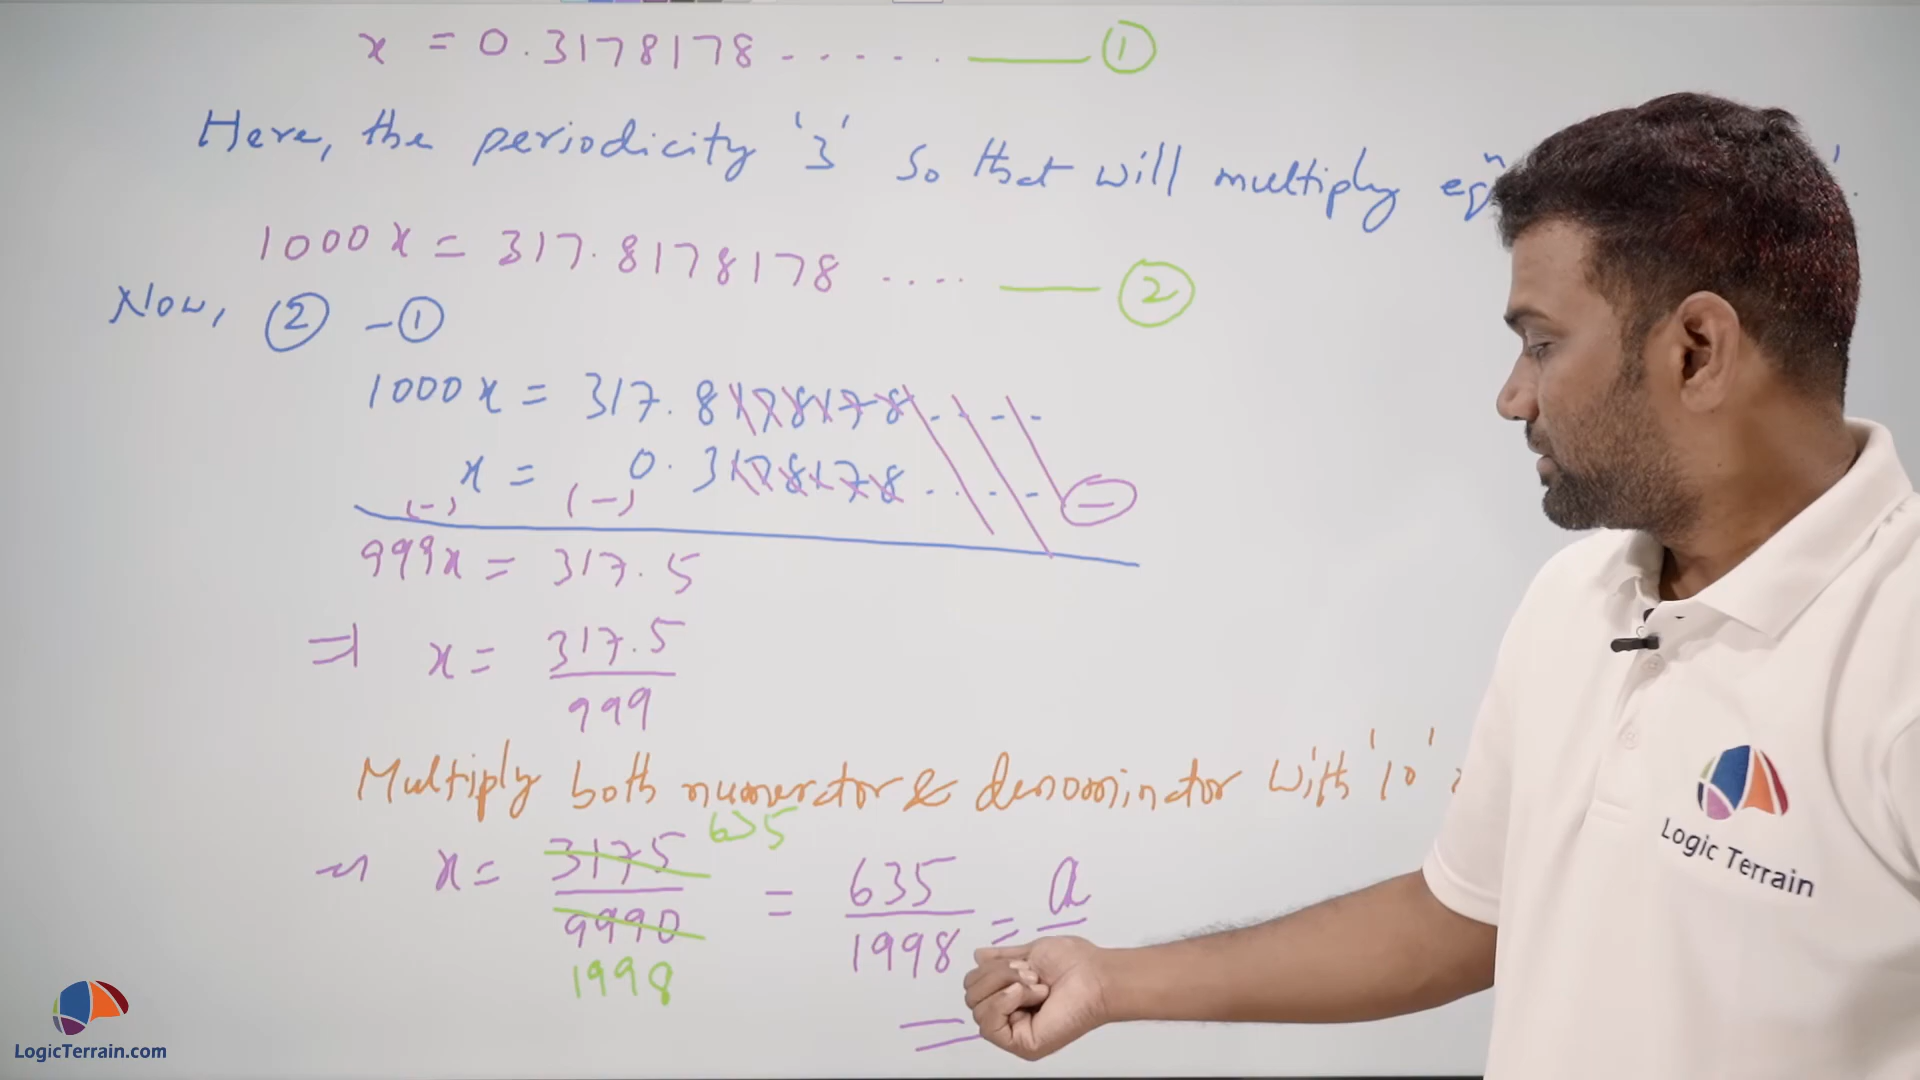 x = 0.3178178...... ——— ①
Here, the periodicity '3' so that will multiply eqn
1000x = 317.8178178 .... ——— ②
Now, ② - ①
1000x = 317.8178178....
x = 0.3178178....
(-) (-)
999x = 317.5
⇒ x = 317.5/999
Multiply both numerator & denominator with '10'
⇒ x = 3175/9990 = 635/1998 = a
635
1998
Logic Terrain
LogicTerrain.com